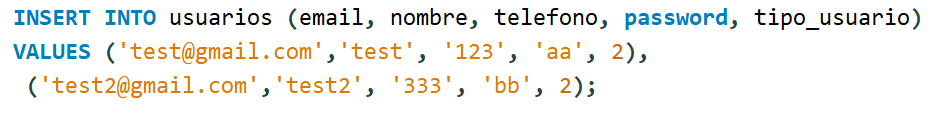 INSERT INTO usuarios (email, nombre, telefono, password, tipo_usuario)
VALUES ('test@gmail.com','test', '123', 'aa', 2),
('test2@gmail.com','test2', '333', 'bb', 2);